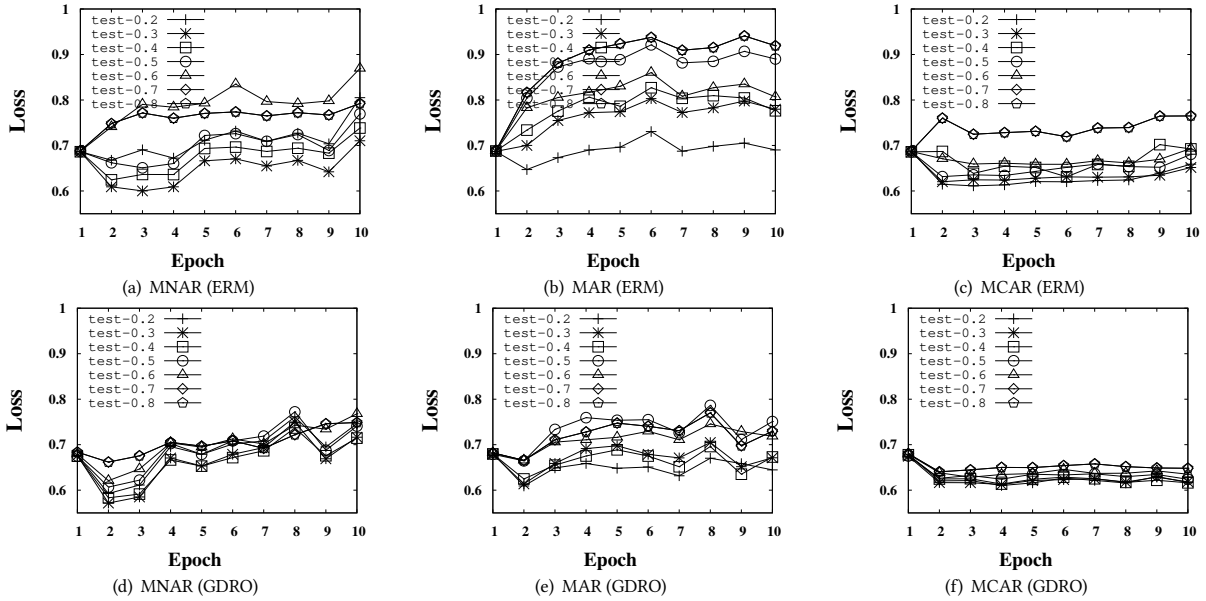 Loss
1
0.9
0.8
0.7
0.6
test-0.2
test-0.3
test-0.4
test-0.5
test-0.6
test-0.7
test-0.8
1 2 3 4 5 6 7 8 9 10
Epoch
(a) MNAR (ERM)
Loss
1
0.9
0.8
0.7
0.6
test-0.2
test-0.3
test-0.4
test-0.5
test-0.6
test-0.7
test-0.8
1 2 3 4 5 6 7 8 9 10
Epoch
(b) MAR (ERM)
Loss
1
0.9
0.8
0.7
0.6
test-0.2
test-0.3
test-0.4
test-0.5
test-0.6
test-0.7
test-0.8
1 2 3 4 5 6 7 8 9 10
Epoch
(c) MCAR (ERM)
Loss
1
0.9
0.8
0.7
0.6
test-0.2
test-0.3
test-0.4
test-0.5
test-0.6
test-0.7
test-0.8
1 2 3 4 5 6 7 8 9 10
Epoch
(d) MNAR (GDRO)
Loss
1
0.9
0.8
0.7
0.6
test-0.2
test-0.3
test-0.4
test-0.5
test-0.6
test-0.7
test-0.8
1 2 3 4 5 6 7 8 9 10
Epoch
(e) MAR (GDRO)
Loss
1
0.9
0.8
0.7
0.6
test-0.2
test-0.3
test-0.4
test-0.5
test-0.6
test-0.7
test-0.8
1 2 3 4 5 6 7 8 9 10
Epoch
(f) MCAR (GDRO)